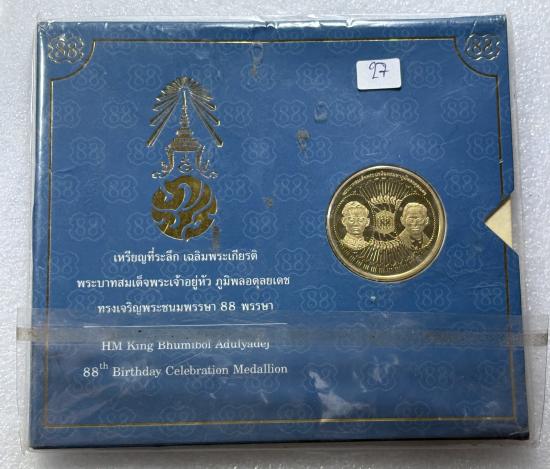 88
88
27
เหรียญที่ระลึก เฉลิมพระเกียรติ
พระบาทสมเด็จพระเจ้าอยู่หัว ภูมิพลอดุลยเดช
ทรงเจริญพระชนมพรรษา 88 พรรษา
HM King Bhumibol Adulyadej
88th Birthday Celebration Medallion